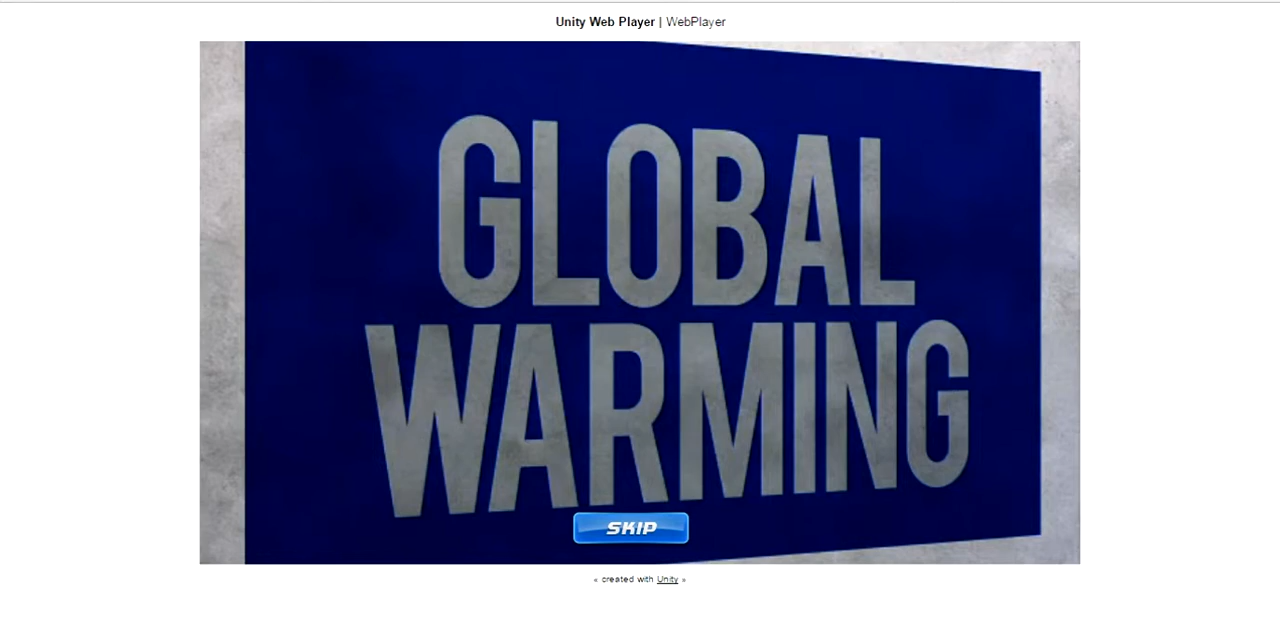 Unity Web Player | WebPlayer
GLOBAL
WARMING
SKIP
« created with Unity »